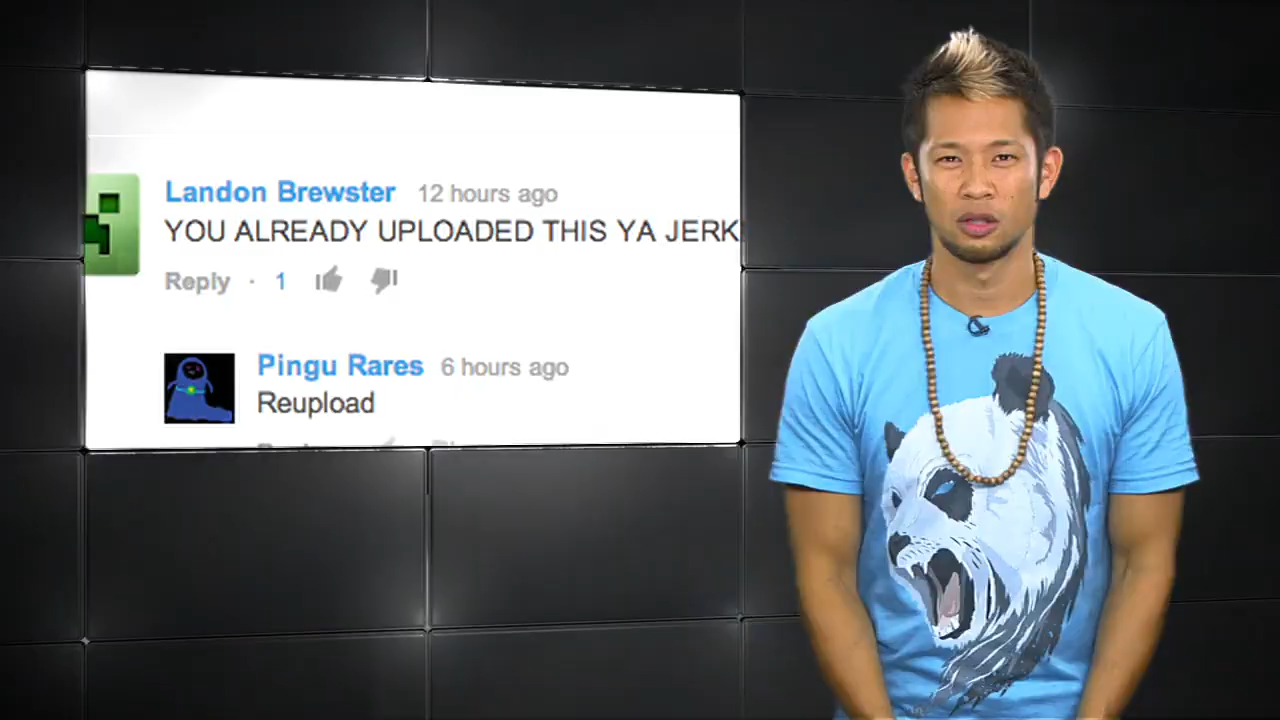 Landon Brewster 12 hours ago
YOU ALREADY UPLOADED THIS YA JERK
Reply · 1
Pingu Rares 6 hours ago
Reupload